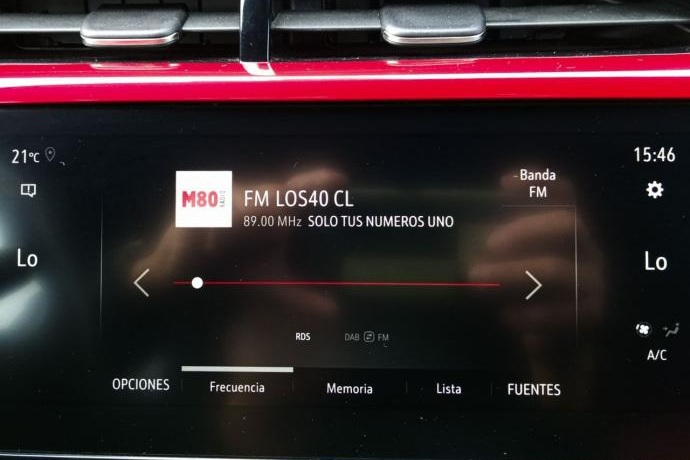 21°C
15:46
M80
RADIO
FM LOS40 CL
89.00 MHz SOLO TUS NUMEROS UNO
Banda
FM
Lo
Lo
RDS
DAB FM
A/C
OPCIONES
Frecuencia
Memoria
Lista
FUENTES